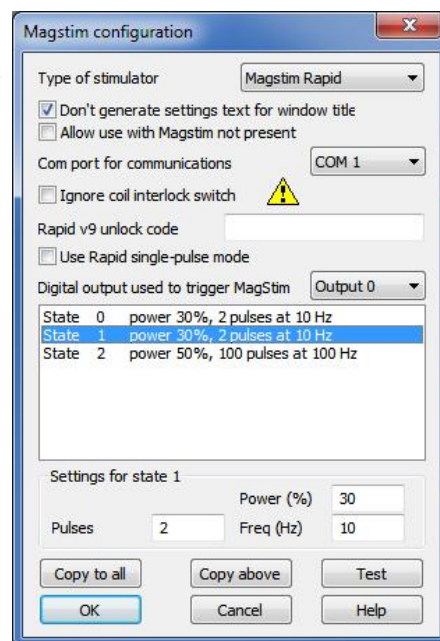 Magstim configuration
Type of stimulator Magstim Rapid
Don't generate settings text for window title
Allow use with Magstim not present
Com port for communications COM 1
Ignore coil interlock switch
Rapid v9 unlock code
Use Rapid single-pulse mode
Digital output used to trigger MagStim Output 0
State 0 power 30%, 2 pulses at 10 Hz
State 1 power 30%, 2 pulses at 10 Hz
State 2 power 50%, 100 pulses at 100 Hz
Settings for state 1
Power (%) 30
Pulses 2 Freq (Hz) 10
Copy to all Copy above Test
OK Cancel Help